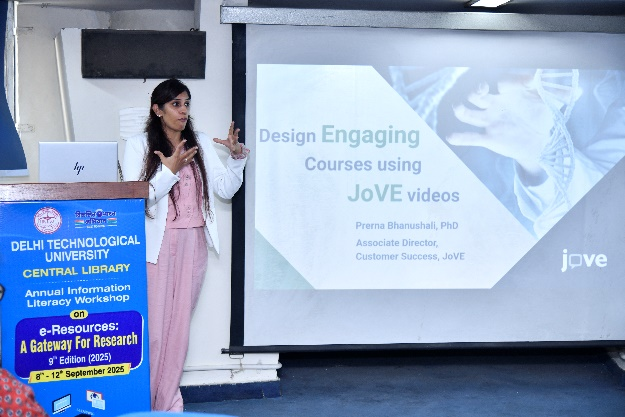 hp
DELHI TECHNOLOGICAL
UNIVERSITY
CENTRAL LIBRARY
Annual Information
Literacy Workshop
on
e-Resources:
A Gateway For Research
9th Edition (2025)
8th - 12th September 2025
Design Engaging
Courses using
JoVE videos
Prerna Bhanushali, PhD
Associate Director,
Customer Success, JoVE
jove